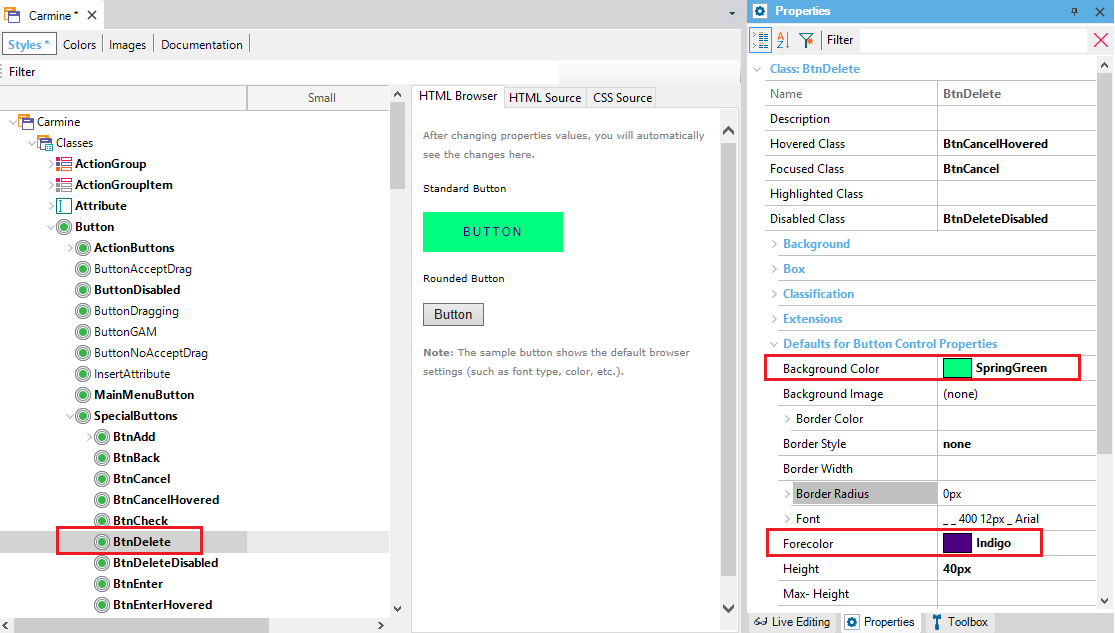 Carmine *
Styles *
Colors
Images
Documentation
Filter
Small
Carmine
Classes
ActionGroup
ActionGroupItem
Attribute
Button
ActionButtons
ButtonAcceptDrag
ButtonDisabled
ButtonDragging
ButtonGAM
ButtonNoAcceptDrag
InsertAttribute
MainMenuButton
SpecialButtons
BtnAdd
BtnBack
BtnCancel
BtnCancelHovered
BtnCheck
BtnDelete
BtnDeleteDisabled
BtnEnter
BtnEnterHovered
HTML Browser
HTML Source
CSS Source
After changing properties values, you will automatically
see the changes here.
Standard Button
BUTTON
Rounded Button
Button
Note: The sample button shows the default browser
settings (such as font type, color, etc.).
Properties
Filter
Class: BtnDelete
Name BtnDelete
Description
Hovered Class BtnCancelHovered
Focused Class BtnCancel
Highlighted Class
Disabled Class BtnDeleteDisabled
Background
Box
Classification
Extensions
Defaults for Button Control Properties
Background Color SpringGreen
Background Image (none)
Border Color
Border Style none
Border Width
Border Radius 0px
Font _ _ 400 12px _ Arial
Forecolor Indigo
Height 40px
Max- Height
Live Editing
Properties
Toolbox